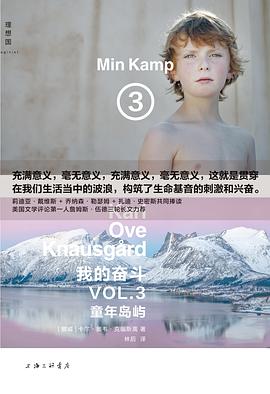 理想国
imaginist
Min Kamp
3
充满意义，毫无意义，充满意义，毫无意义，这就是贯穿
在我们生活当中的波浪，构筑了生命基音的刺激和兴奋。
莉迪亚·戴维斯 + 乔纳森·勒瑟姆 + 扎迪·史密斯共同捧读
美国文学评论第一人詹姆斯·伍德三轮长文力荐
Karl
Ove
Knausgård
我的奋斗
VOL.3
童年岛屿
[挪威] 卡尔·奥韦·克瑙斯高 著
林后 译
上海三联书店